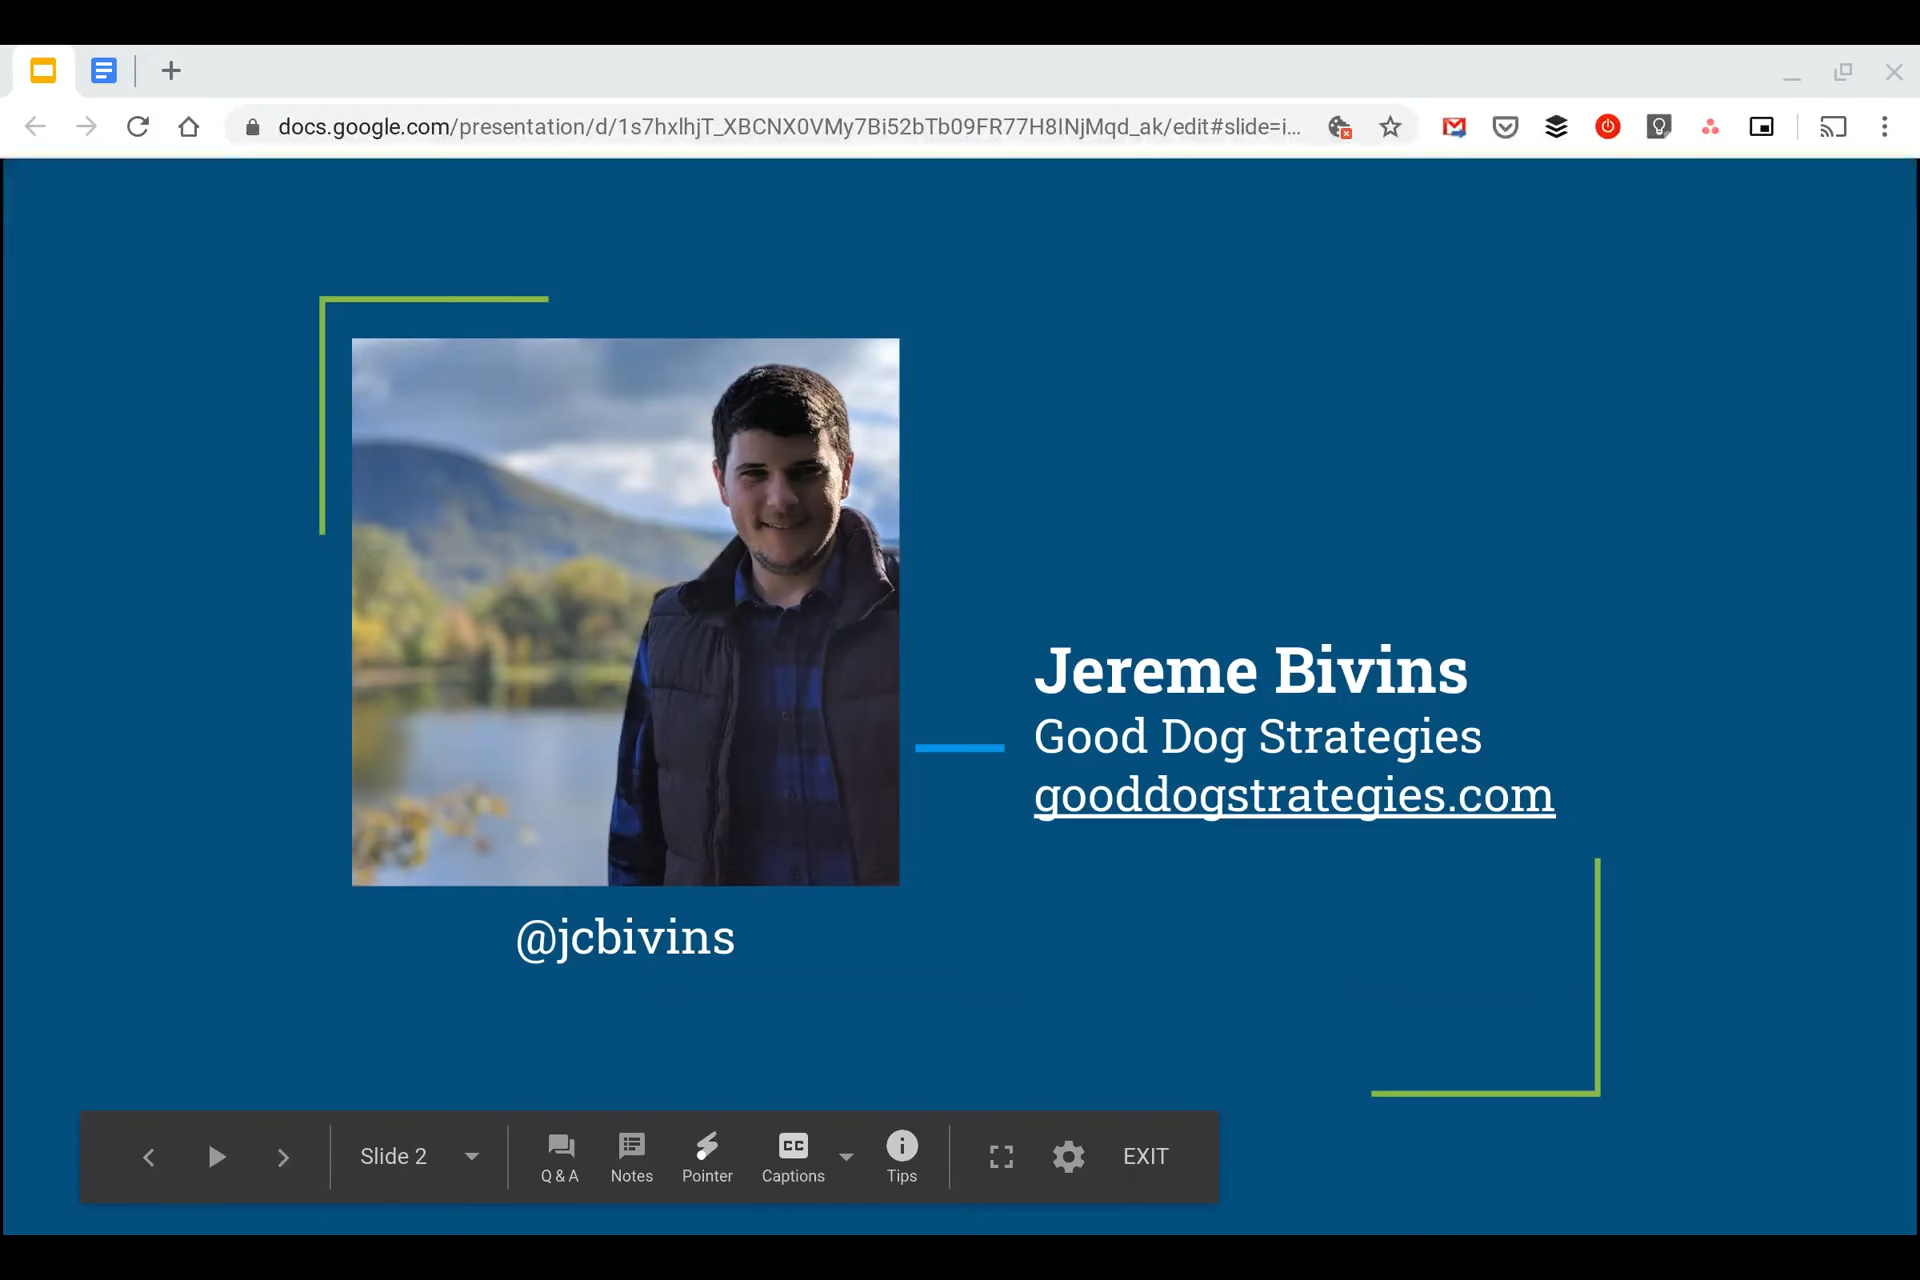 docs.google.com/presentation/d/1s7hxlhjT_XBCNX0VMy7Bi52bTb09FR77H8INjMqd_ak/edit#slide=i...
Jereme Bivins
Good Dog Strategies
gooddogstrategies.com
@jcbivins
Slide 2
Q & A
Notes
Pointer
CC
Captions
Tips
EXIT